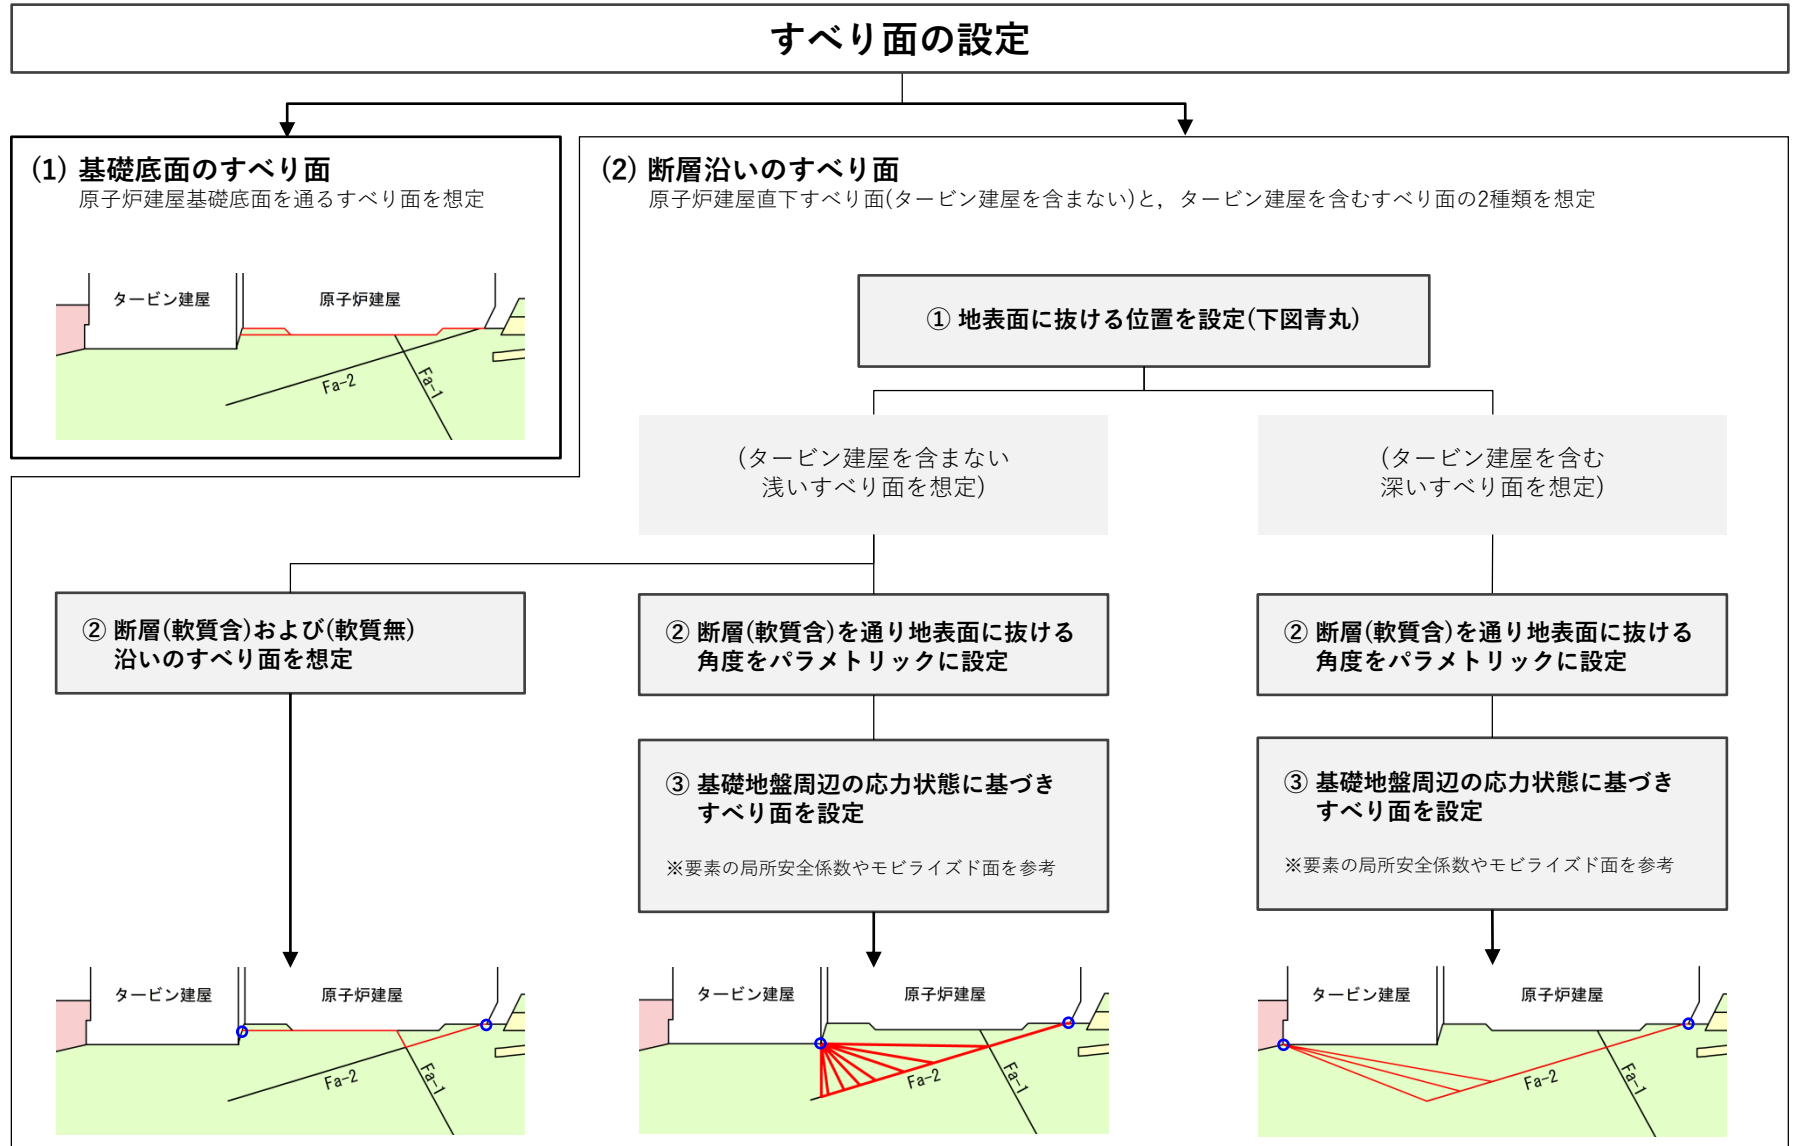 すべり面の設定
(1) 基礎底面のすべり面
原子炉建屋基礎底面を通るすべり面を想定
タービン建屋
原子炉建屋
Fa-2
Fa-1
(2) 断層沿いのすべり面
原子炉建屋直下すべり面(タービン建屋を含まない)と，タービン建屋を含むすべり面の2種類を想定
① 地表面に抜ける位置を設定(下図青丸)
(タービン建屋を含まない
浅いすべり面を想定)
(タービン建屋を含む
深いすべり面を想定)
② 断層(軟質含)および(軟質無)
沿いのすべり面を想定
② 断層(軟質含)を通り地表面に抜ける
角度をパラメトリックに設定
② 断層(軟質含)を通り地表面に抜ける
角度をパラメトリックに設定
③ 基礎地盤周辺の応力状態に基づき
すべり面を設定
※要素の局所安全係数やモビライズド面を参考
③ 基礎地盤周辺の応力状態に基づき
すべり面を設定
※要素の局所安全係数やモビライズド面を参考
タービン建屋
原子炉建屋
Fa-2
Fa-1
タービン建屋
原子炉建屋
Fa-2
Fa-1
タービン建屋
原子炉建屋
Fa-2
Fa-1